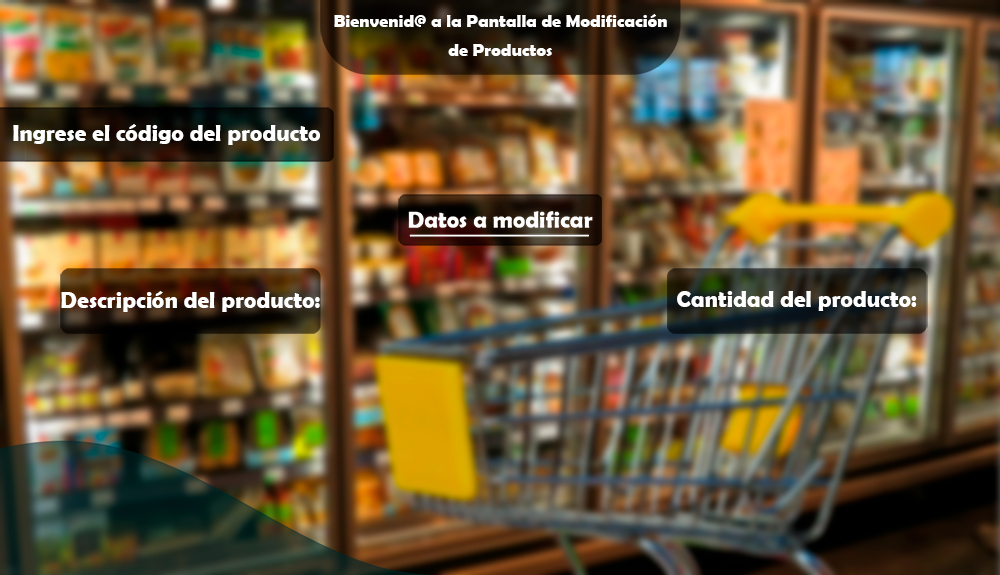 Bienvenid@ a la Pantalla de Modificación
de Productos
Ingrese el código del producto
Datos a modificar
Descripción del producto:
Cantidad del producto: